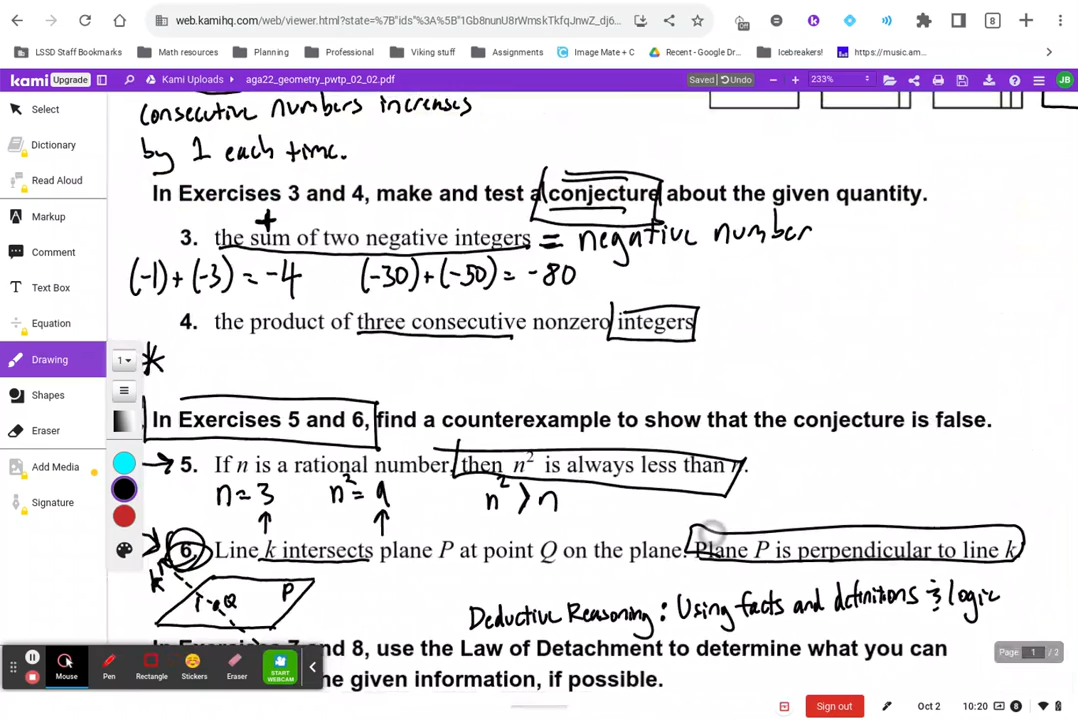 web.kamihq.com/web/viewer.html?state=%7B"ids"%3A%5B"1Gb8nunU8rWmskTkfqJnwZ_dj6...
8
LSSD Staff Bookmarks Math resources Planning Professional Viking stuff Assignments Image Mate + C Recent - Google Dr... Icebreakers! https://music.am...
kami Upgrade Kami Uploads > aga22_geometry_pwtp_02_02.pdf Saved Undo 233% JB
Select
Dictionary
Read Aloud
Markup
Comment
Text Box
Equation
Drawing
1
Shapes
Eraser
Add Media
Signature
consecutive numbers increases
by 1 each time.
In Exercises 3 and 4, make and test a conjecture about the given quantity.
+
3. the sum of two negative integers = negative number
(-1)+(-3) = -4 (-30)+(-50) = -80
4. the product of three consecutive nonzero integers
*
In Exercises 5 and 6, find a counterexample to show that the conjecture is false.
5. If n is a rational number, then n² is always less than n.
n=3 n²=9 n² > n
6. Line k intersects plane P at point Q on the plane. Plane P is perpendicular to line k
k P Q
Deductive Reasoning: Using facts and definitions & logic
7 and 8, use the Law of Detachment to determine what you can
he given information, if possible.
Page 1 / 2
Mouse Pen Rectangle Stickers Eraser START WEBCAM
Sign out Oct 2 10:20 8